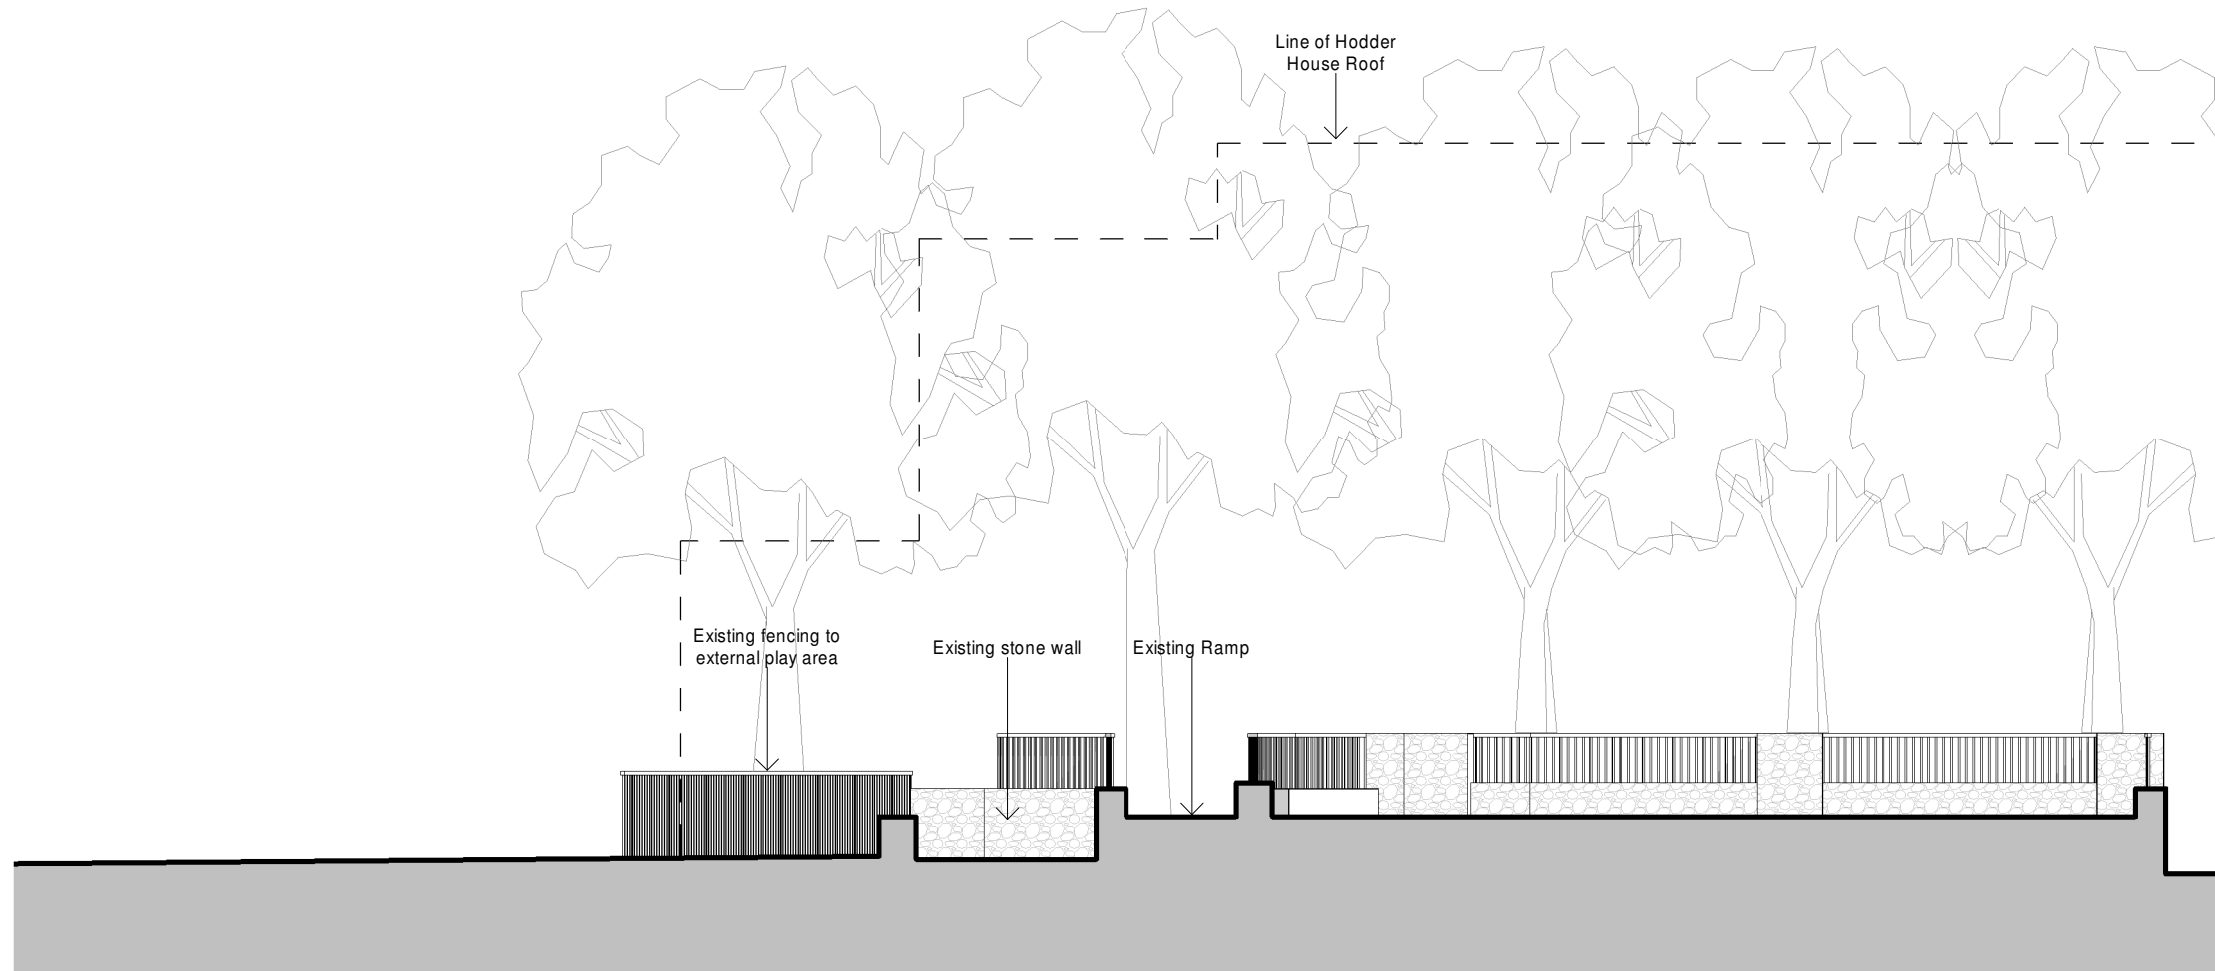 Line of Hodder
House Roof
Existing fencing to
external play area
Existing stone wall
Existing Ramp